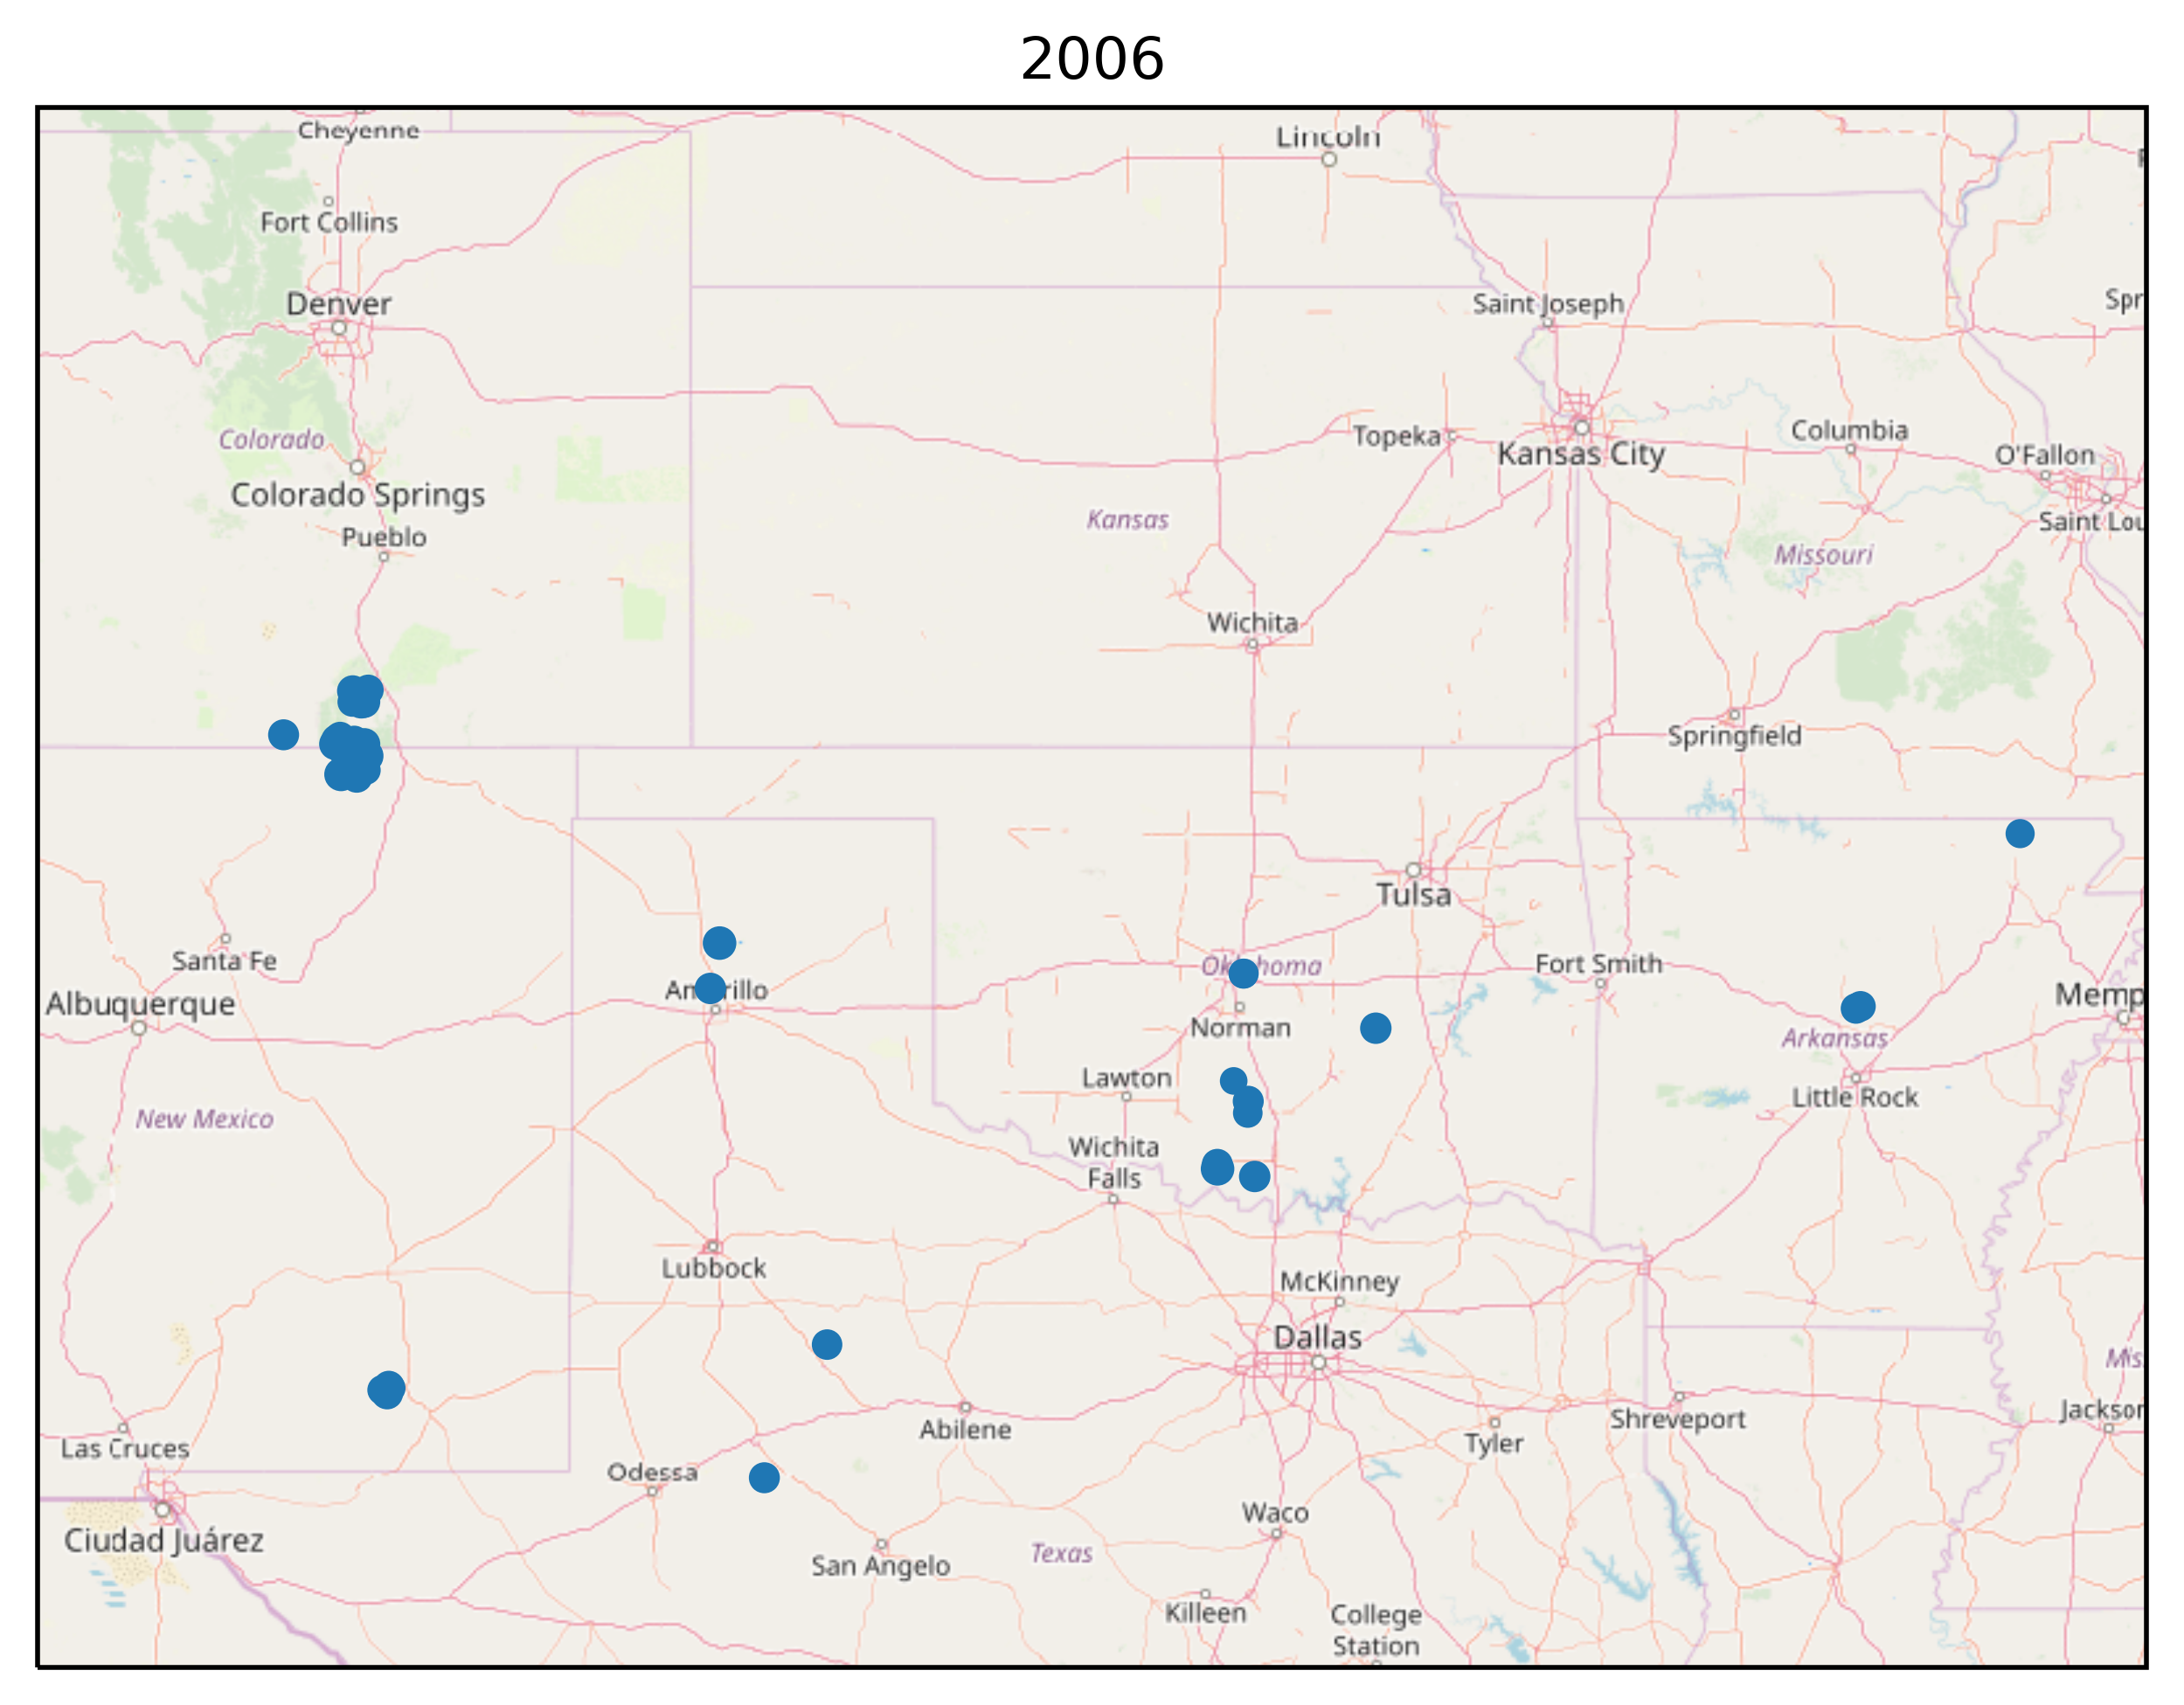 2006
Cheyenne
Lincoln
Fort Collins
Denver
Saint Joseph
Spr
Colorado
Topeka
Kansas City
Columbia
O'Fallon
Colorado Springs
Pueblo
Kansas
Saint Lou
Missouri
Wichita
Springfield
Tulsa
Santa Fe
Albuquerque
Amarillo
Oklahoma
Fort Smith
Memp
Norman
Arkansas
Lawton
Little Rock
New Mexico
Wichita
Falls
Lubbock
McKinney
Dallas
Mis
Abilene
Shreveport
Jackson
Las Cruces
Tyler
Odessa
Ciudad Juárez
Waco
Texas
San Angelo
Killeen
College
Station